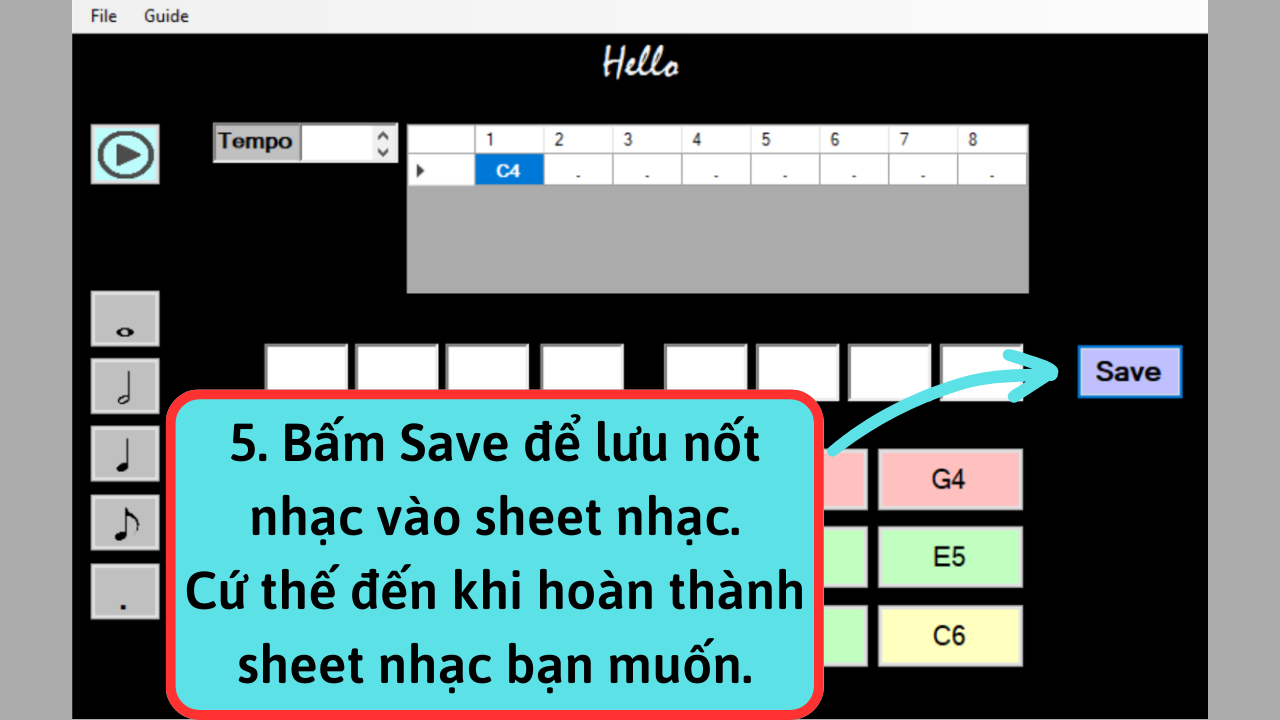 File Guide
Hello
Tempo
1 2 3 4 5 6 7 8
C4 . . . . . . .
Save
.
5. Bấm Save để lưu nốt
nhạc vào sheet nhạc.
Cứ thế đến khi hoàn thành
sheet nhạc bạn muốn.
G4
E5
C6